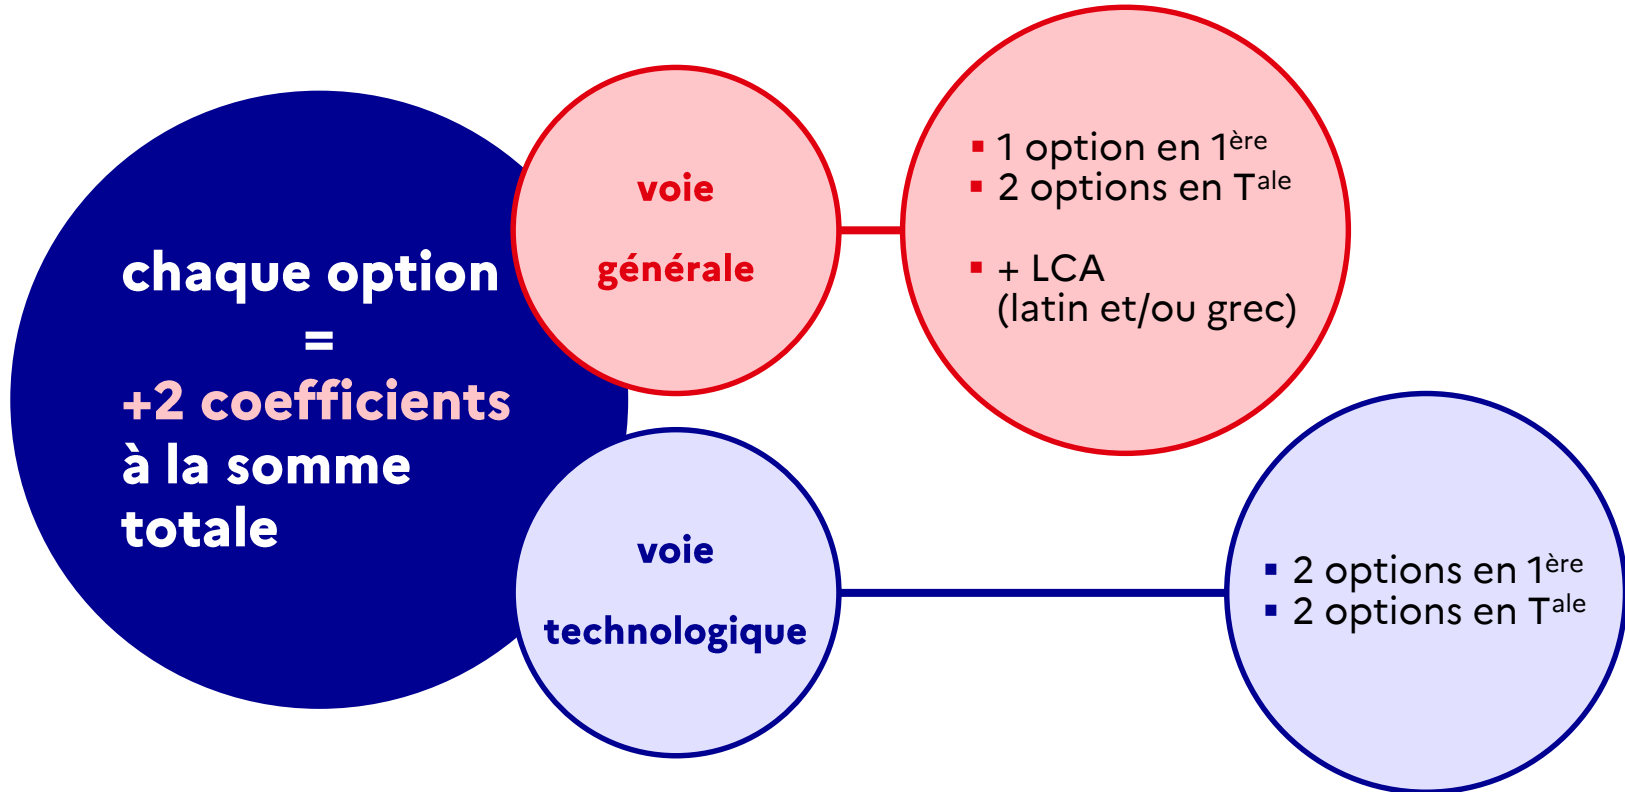 chaque option
=
+2 coefficients
à la somme
totale
voie
générale
▪ 1 option en 1ère
▪ 2 options en Tale
▪ + LCA
(latin et/ou grec)
voie
technologique
▪ 2 options en 1ère
▪ 2 options en Tale